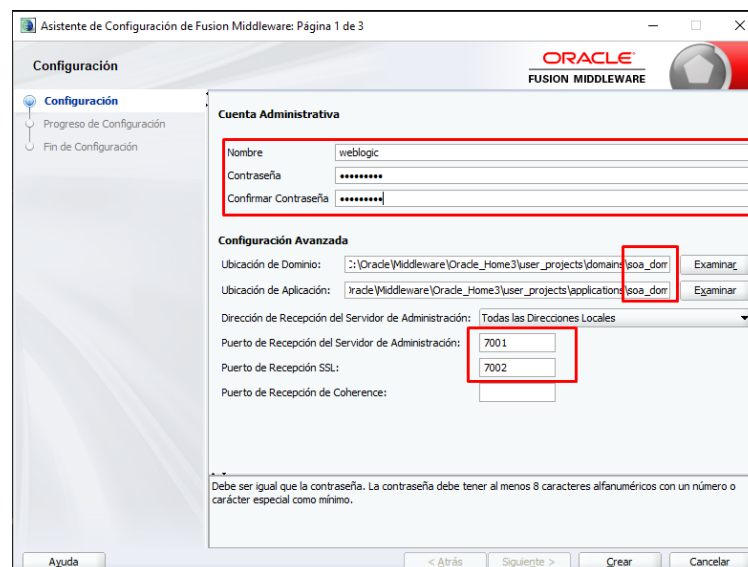 Asistente de Configuración de Fusion Middleware: Página 1 de 3
Configuración
ORACLE
FUSION MIDDLEWARE
Configuración
Progreso de Configuración
Fin de Configuración
Cuenta Administrativa
Nombre weblogic
Contraseña •••••••••
Confirmar Contraseña •••••••••
Configuración Avanzada
Ubicación de Dominio: :\Oracle\Middleware\Oracle_Home3\user_projects\domains\soa_dom Examinar
Ubicación de Aplicación: )racle\Middleware\Oracle_Home3\user_projects\applications\soa_dom Examinar
Dirección de Recepción del Servidor de Administración: Todas las Direcciones Locales
Puerto de Recepción del Servidor de Administración: 7001
Puerto de Recepción SSL: 7002
Puerto de Recepción de Coherence:
Debe ser igual que la contraseña. La contraseña debe tener al menos 8 caracteres alfanuméricos con un número o
carácter especial como mínimo.
Ayuda < Atrás Siguiente > Crear Cancelar